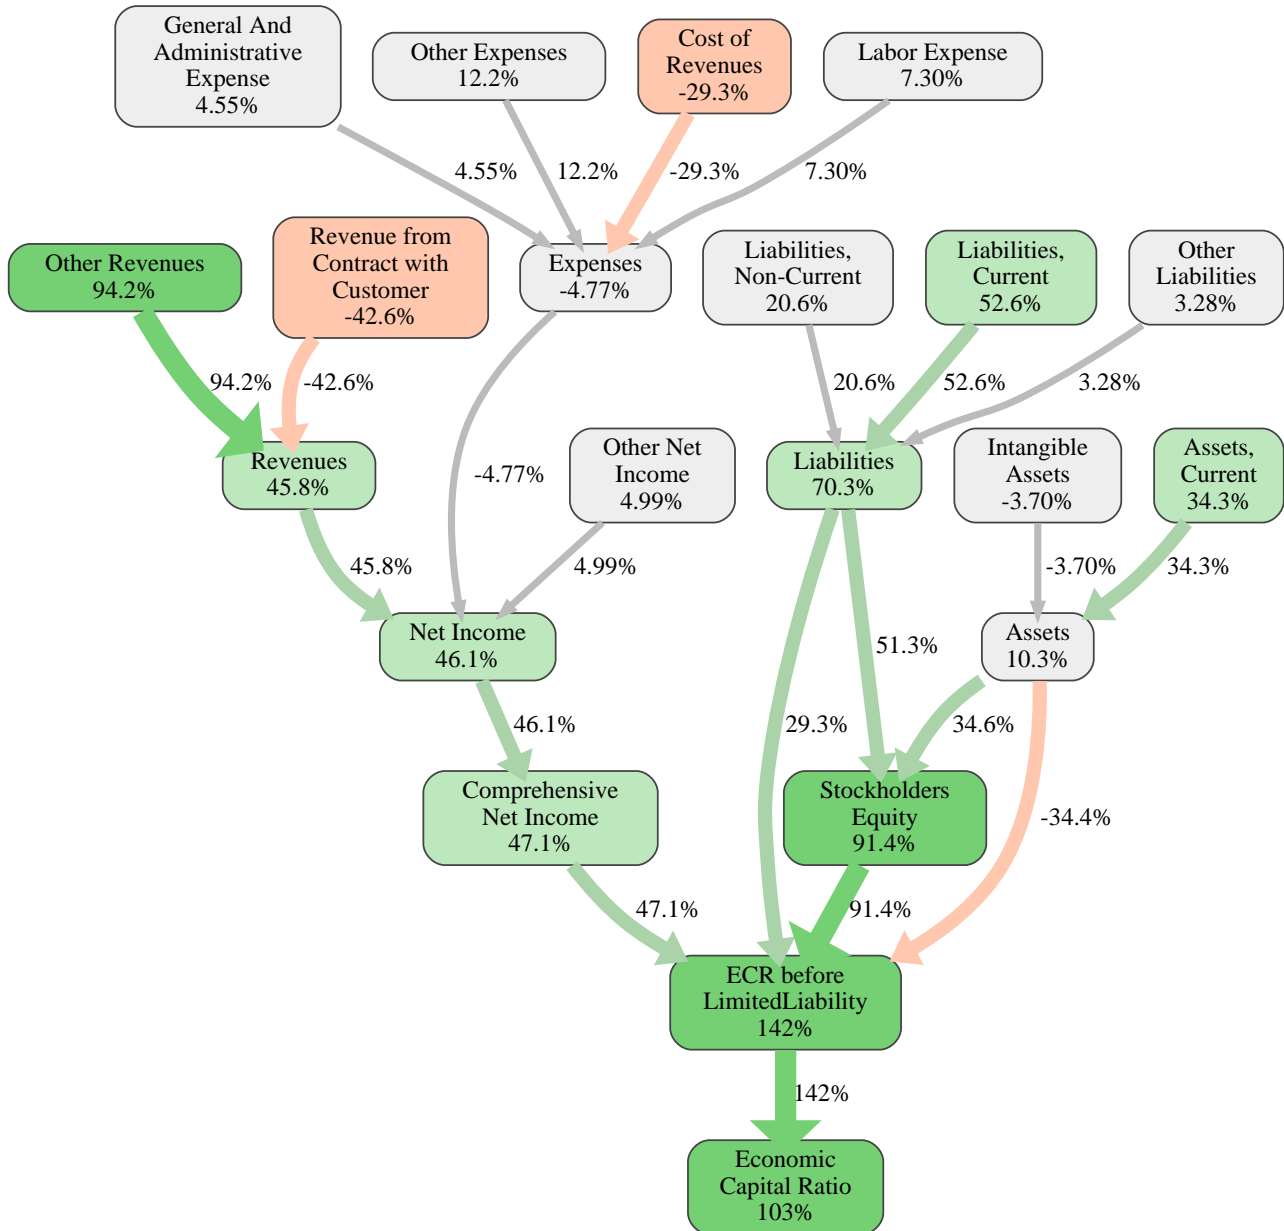 General And
Administrative
Expense
4.55%
Other Expenses
12.2%
Cost of
Revenues
-29.3%
Labor Expense
7.30%
4.55%
12.2%
-29.3%
7.30%
Other Revenues
94.2%
Revenue from
Contract with
Customer
-42.6%
Expenses
-4.77%
Liabilities,
Non-Current
20.6%
Liabilities,
Current
52.6%
Other
Liabilities
3.28%
94.2%
-42.6%
20.6%
52.6%
3.28%
Revenues
45.8%
-4.77%
Other Net
Income
4.99%
Liabilities
70.3%
Intangible
Assets
-3.70%
Assets,
Current
34.3%
45.8%
4.99%
-3.70%
34.3%
Net Income
46.1%
51.3%
Assets
10.3%
46.1%
29.3%
34.6%
-34.4%
Comprehensive
Net Income
47.1%
Stockholders
Equity
91.4%
47.1%
91.4%
ECR before
LimitedLiability
142%
142%
Economic
Capital Ratio
103%